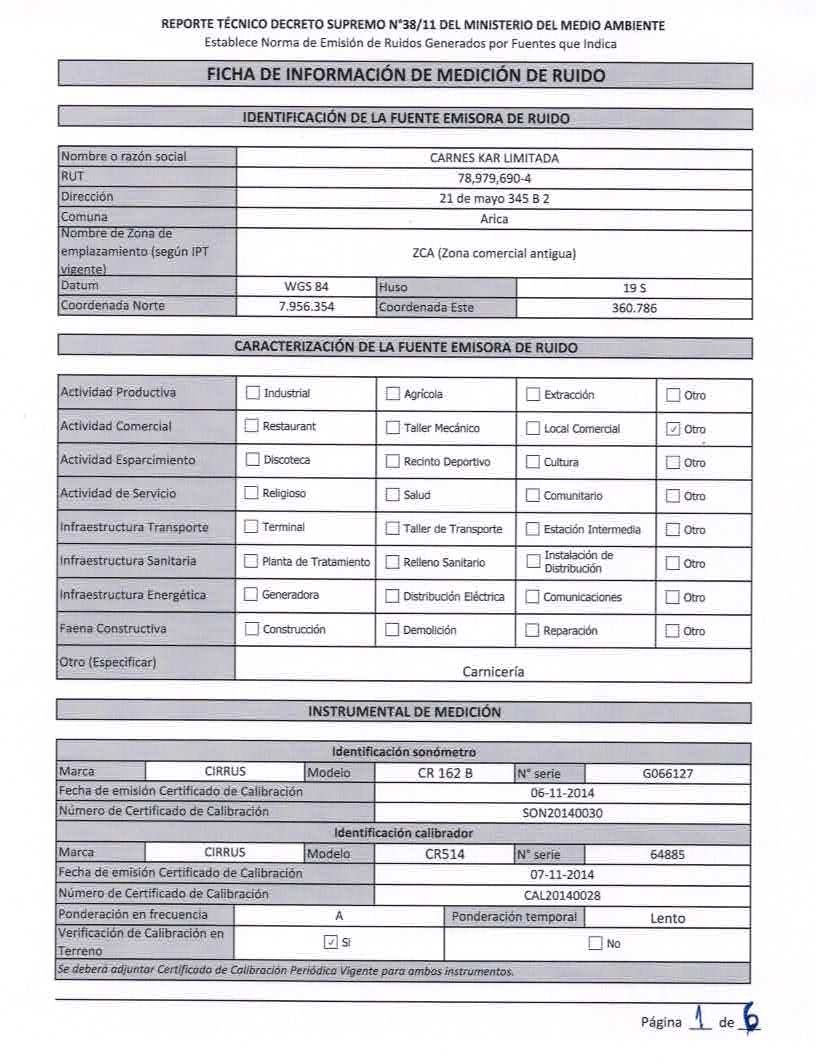 REPORTE TÉCNICO DECRETO SUPREMO N°38/11 DEL MINISTERIO DEL MEDIO AMBIENTE
Establece Norma de Emisión de Ruidos Generados por Fuentes que Indica
FICHA DE INFORMACIÓN DE MEDICIÓN DE RUIDO
IDENTIFICACIÓN DE LA FUENTE EMISORA DE RUIDO
Nombre o razón social CARNES KAR LIMITADA
RUT 78,979,690-4
Dirección 21 de mayo 345 B 2
Comuna Arica
Nombre de Zona de
emplazamiento (según IPT ZCA (Zona comercial antigua)
vigente)
Datum WGS 84 Huso 19 S
Coordenada Norte 7.956.354 Coordenada Este 360.786
CARACTERIZACIÓN DE LA FUENTE EMISORA DE RUIDO
Actividad Productiva ☐ Industrial ☐ Agrícola ☐ Extracción ☐ Otro
Actividad Comercial ☐ Restaurant ☐ Taller Mecánico ☐ Local Comercial ☑ Otro
Actividad Esparcimiento ☐ Discoteca ☐ Recinto Deportivo ☐ Cultura ☐ Otro
Actividad de Servicio ☐ Religioso ☐ Salud ☐ Comunitario ☐ Otro
Infraestructura Transporte ☐ Terminal ☐ Taller de Transporte ☐ Estación Intermedia ☐ Otro
Infraestructura Sanitaria ☐ Planta de Tratamiento ☐ Relleno Sanitario ☐ Instalación de Distribución ☐ Otro
Infraestructura Energética ☐ Generadora ☐ Distribución Eléctrica ☐ Comunicaciones ☐ Otro
Faena Constructiva ☐ Construcción ☐ Demolición ☐ Reparación ☐ Otro
Otro (Especificar) Carnicería
INSTRUMENTAL DE MEDICIÓN
Identificación sonómetro
Marca CIRRUS Modelo CR 162 B N° serie G066127
Fecha de emisión Certificado de Calibración 06-11-2014
Número de Certificado de Calibración SON20140030
Identificación calibrador
Marca CIRRUS Modelo CR514 N° serie 64885
Fecha de emisión Certificado de Calibración 07-11-2014
Número de Certificado de Calibración CAL20140028
Ponderación en frecuencia A Ponderación temporal Lento
Verificación de Calibración en
Terreno ☑ Si ☐ No
Se deberá adjuntar Certificado de Calibración Periódica Vigente para ambos instrumentos.
Página 1 de 6